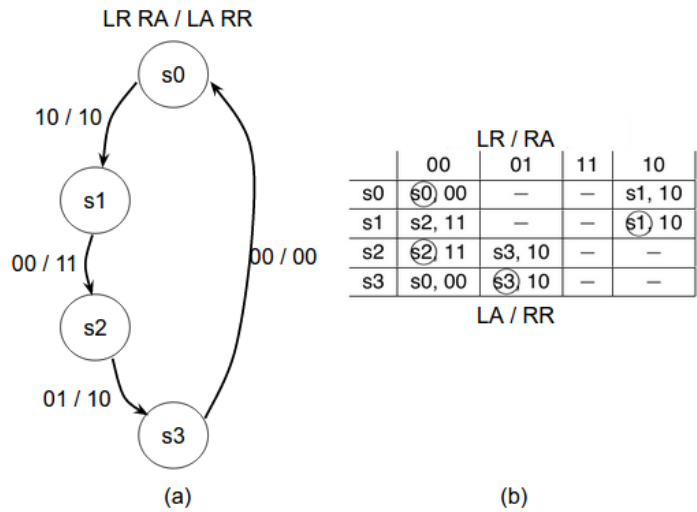 LR RA / LA RR
s0
10 / 10
s1
00 / 11
00 / 00
s2
01 / 10
s3
(a)
LR / RA
00 01 11 10
s0 s0, 00 – – s1, 10
s1 s2, 11 – – s1, 10
s2 s2, 11 s3, 10 – –
s3 s0, 00 s3, 10 – –
LA / RR
(b)